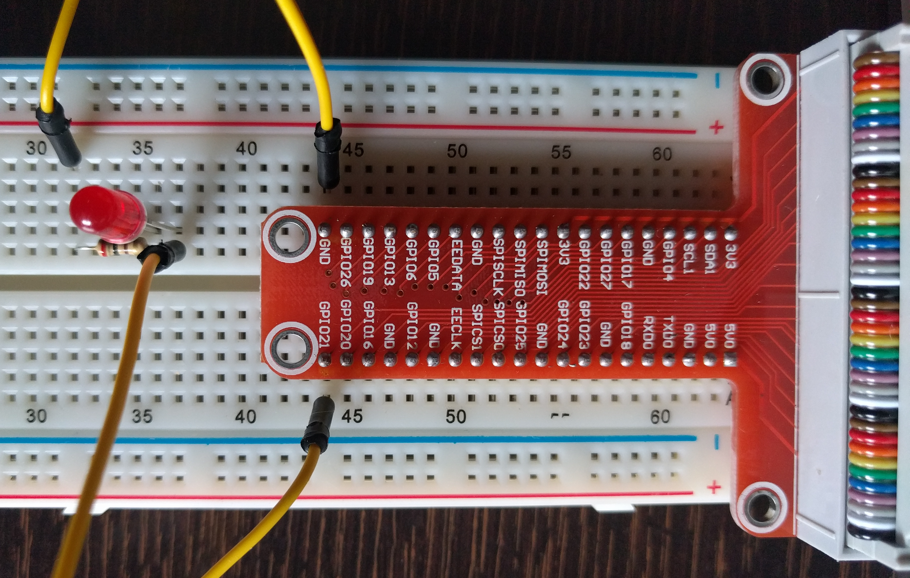 −
+
30 35 40 45 50 55 60
GND GPIO26 GPIO19 GPIO13 GPIO6 GPIO5 EEDATA GND SPISCLK SPIMISO SPIMOSI 3V3 GPIO22 GPIO27 GPIO17 GND GPIO4 SCL1 SDA1 3V3
GPIO21 GPIO20 GPIO16 GND GPIO12 GND EECLK SPICS1 SPICS0 GPIO25 GND GPIO24 GPIO23 GND GPIO18 RXD0 TXD0 GND 5V0 5V0
30 35 40 45 50 60
−
+